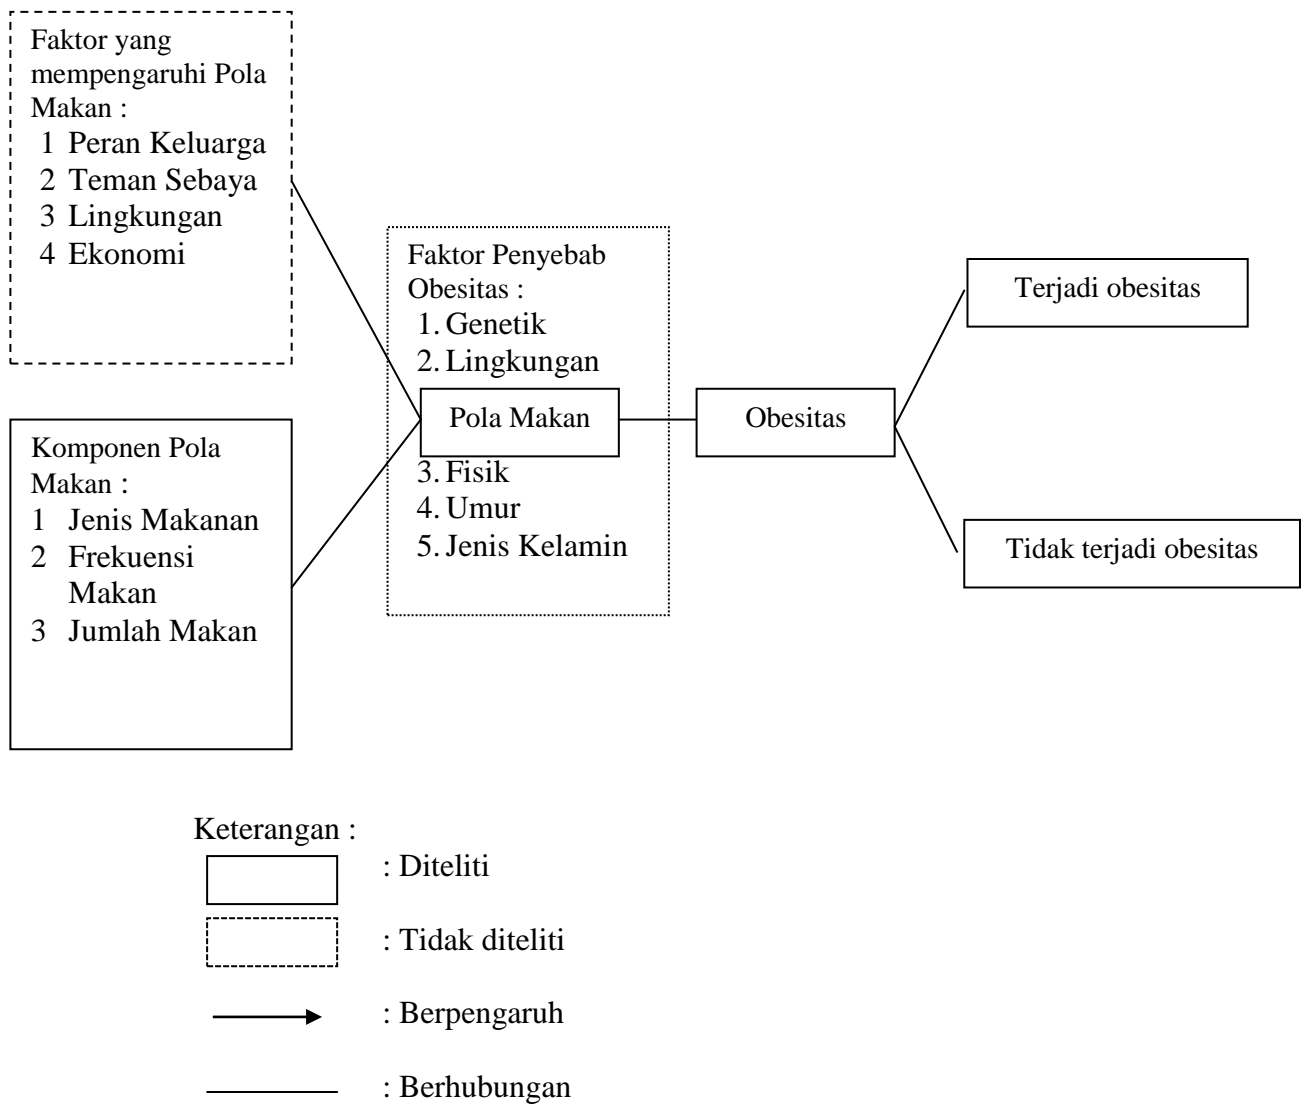 Faktor yang
mempengaruhi Pola
Makan :
1 Peran Keluarga
2 Teman Sebaya
3 Lingkungan
4 Ekonomi
Komponen Pola
Makan :
1 Jenis Makanan
2 Frekuensi
Makan
3 Jumlah Makan
Faktor Penyebab
Obesitas :
1. Genetik
2. Lingkungan
Pola Makan
3. Fisik
4. Umur
5. Jenis Kelamin
Obesitas
Terjadi obesitas
Tidak terjadi obesitas
Keterangan :
: Diteliti
: Tidak diteliti
: Berpengaruh
: Berhubungan